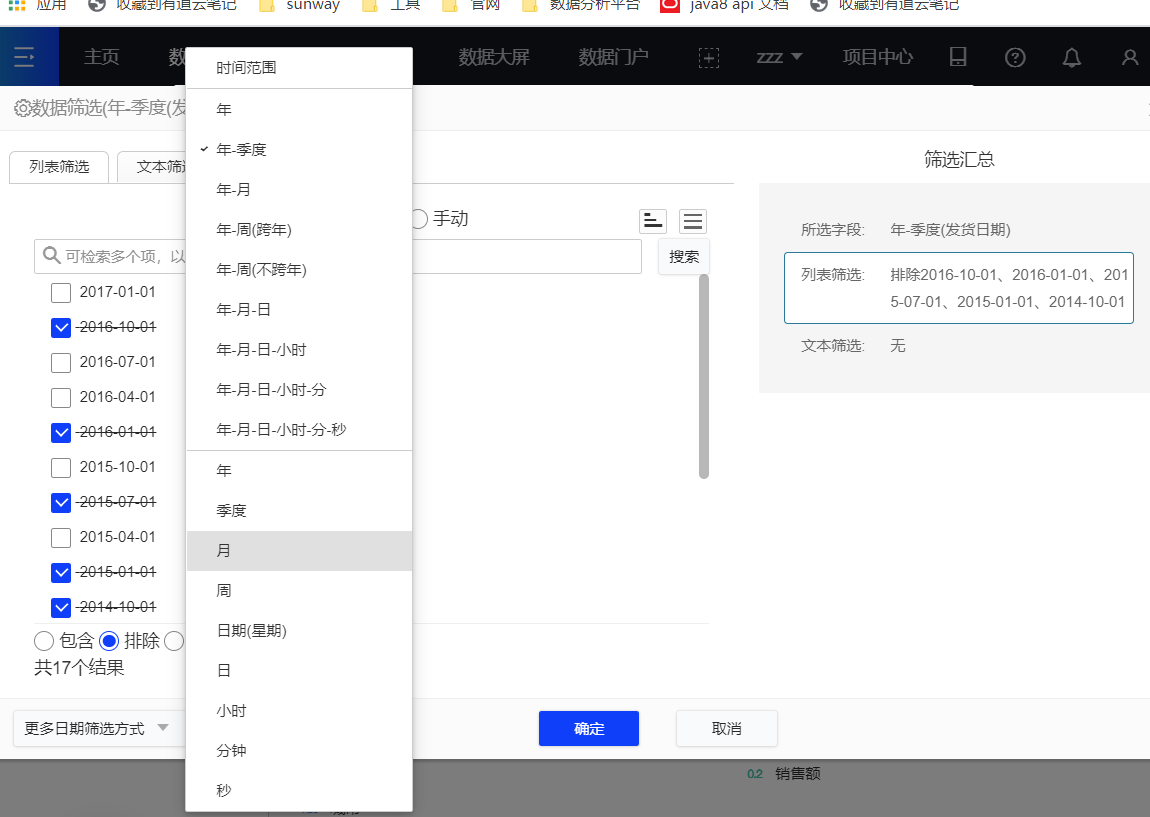 应用
收藏到有道云笔记
sunway
工具
官网
数据分析平台
java8 api 文档
收藏到有道云笔记
主页
数
数据大屏
数据门户
zzz
项目中心
数据筛选(年-季度(发
列表筛选
文本筛
手动
可检索多个项，以
搜索
2017-01-01
2016-10-01
2016-07-01
2016-04-01
2016-01-01
2015-10-01
2015-07-01
2015-04-01
2015-01-01
2014-10-01
包含
排除
共17个结果
更多日期筛选方式
时间范围
年
年-季度
年-月
年-周(跨年)
年-周(不跨年)
年-月-日
年-月-日-小时
年-月-日-小时-分
年-月-日-小时-分-秒
年
季度
月
周
日期(星期)
日
小时
分钟
秒
筛选汇总
所选字段:
年-季度(发货日期)
列表筛选:
排除2016-10-01、2016-01-01、201
5-07-01、2015-01-01、2014-10-01
文本筛选:
无
确定
取消
0.2
销售额